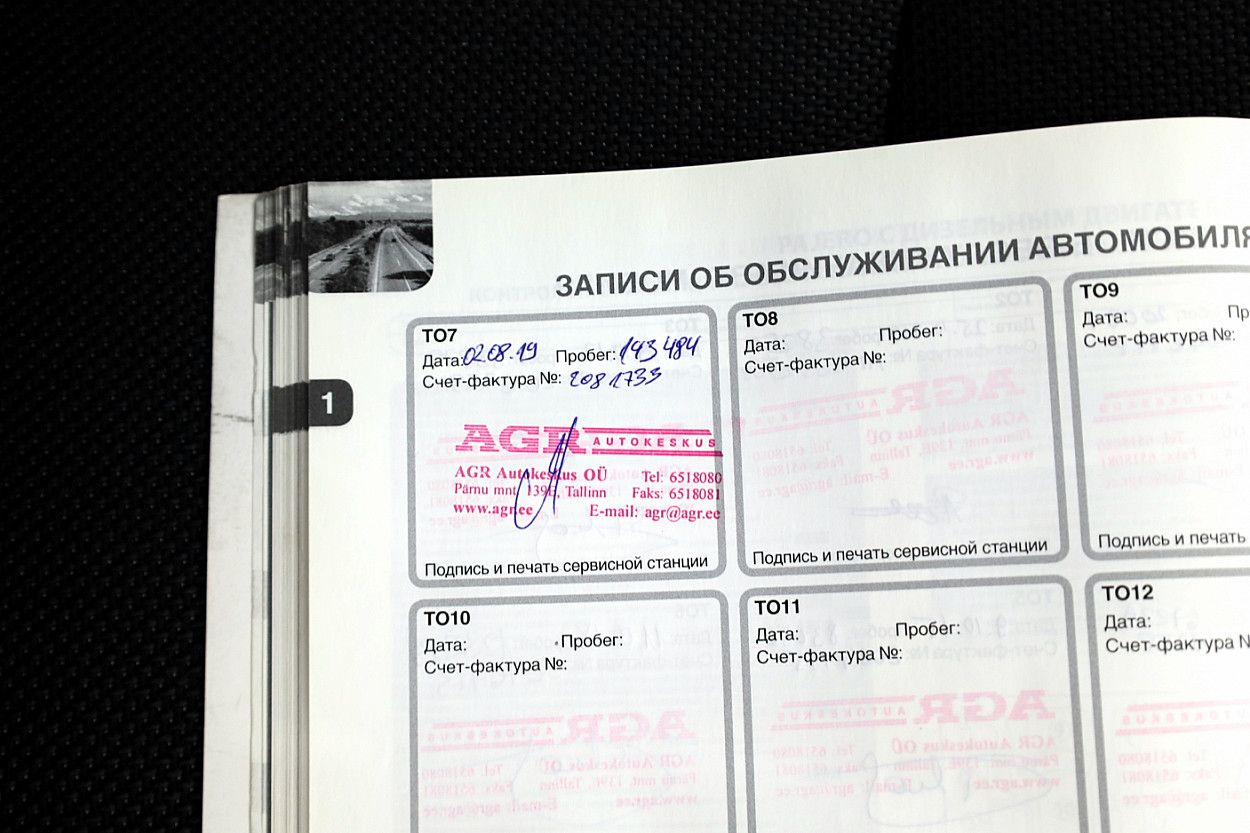 ЗАПИСИ ОБ ОБСЛУЖИВАНИИ АВТОМОБИЛЯ
1
ТО7
Дата: 02.08.19 Пробег: 143 484
Счет-фактура №: 2081733
AGR AUTOKESKUS
AGR Autokeskus OÜ Tel: 6518080
Pärnu mnt. 139E, Tallinn Faks: 6518081
www.agr.ee E-mail: agr@agr.ee
Подпись и печать сервисной станции
ТО8
Дата: Пробег:
Счет-фактура №:
Подпись и печать сервисной станции
ТО9
Дата: Пр
Счет-фактура №:
Подпись и печать
ТО10
Дата: Пробег:
Счет-фактура №:
ТО11
Дата: Пробег:
Счет-фактура №:
ТО12
Дата:
Счет-фактура №